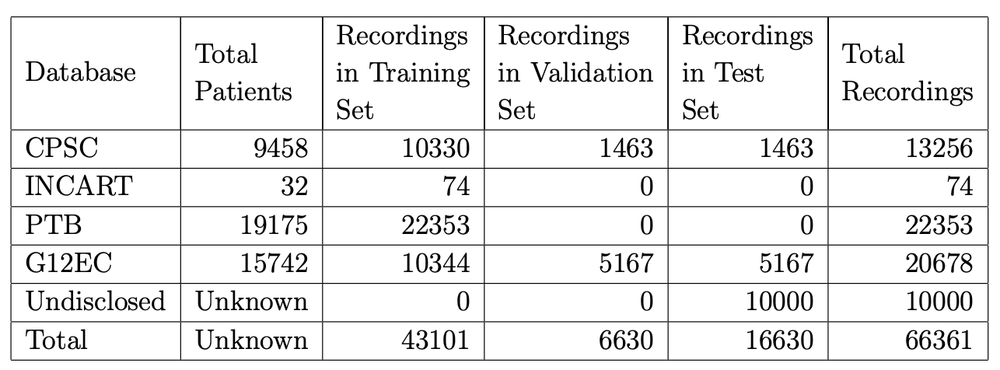 Database Total Patients Recordings in Training Set Recordings in Validation Set Recordings in Test Set Total Recordings
CPSC 9458 10330 1463 1463 13256
INCART 32 74 0 0 74
PTB 19175 22353 0 0 22353
G12EC 15742 10344 5167 5167 20678
Undisclosed Unknown 0 0 10000 10000
Total Unknown 43101 6630 16630 66361